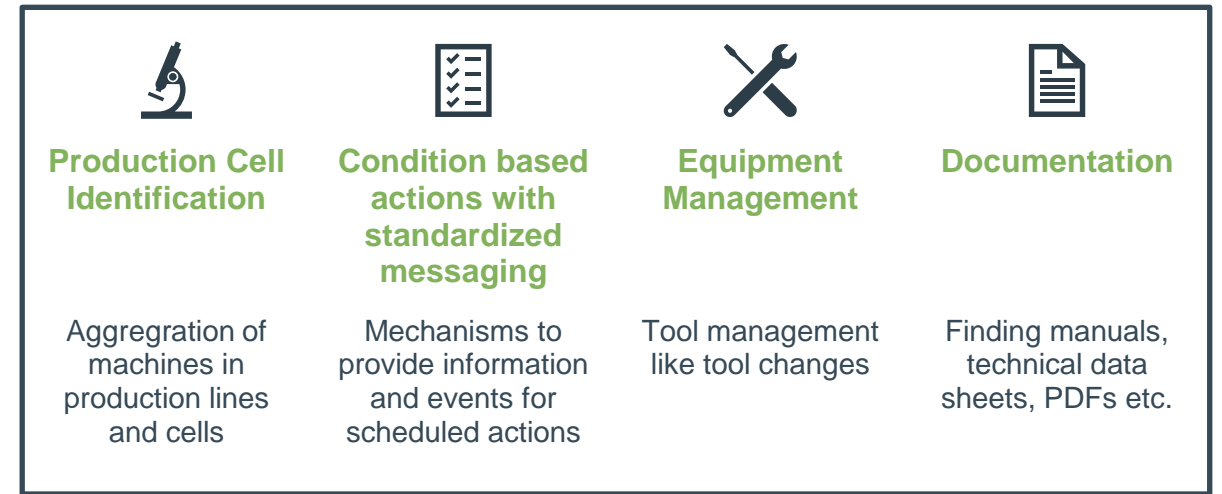 Production Cell
Identification
Aggregration of
machines in
production lines
and cells
Condition based
actions with
standardized
messaging
Mechanisms to
provide information
and events for
scheduled actions
Equipment
Management
Tool management
like tool changes
Documentation
Finding manuals,
technical data
sheets, PDFs etc.